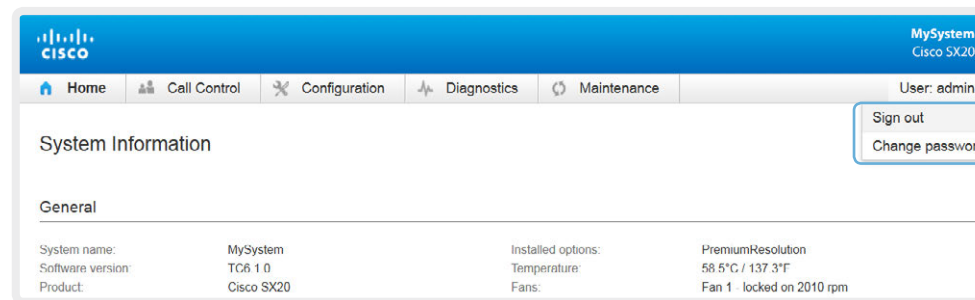 MySystem
CISCO
Cisco SX20
Home Call Control Configuration Diagnostics Maintenance User: admin
Sign out
System Information
Change passwor
General
System name: MySystem Installed options: PremiumResolution
Software version: TC6.1.0 Temperature: 58.5°C / 137.3°F
Product: Cisco SX20 Fans: Fan 1 - locked on 2010 rpm